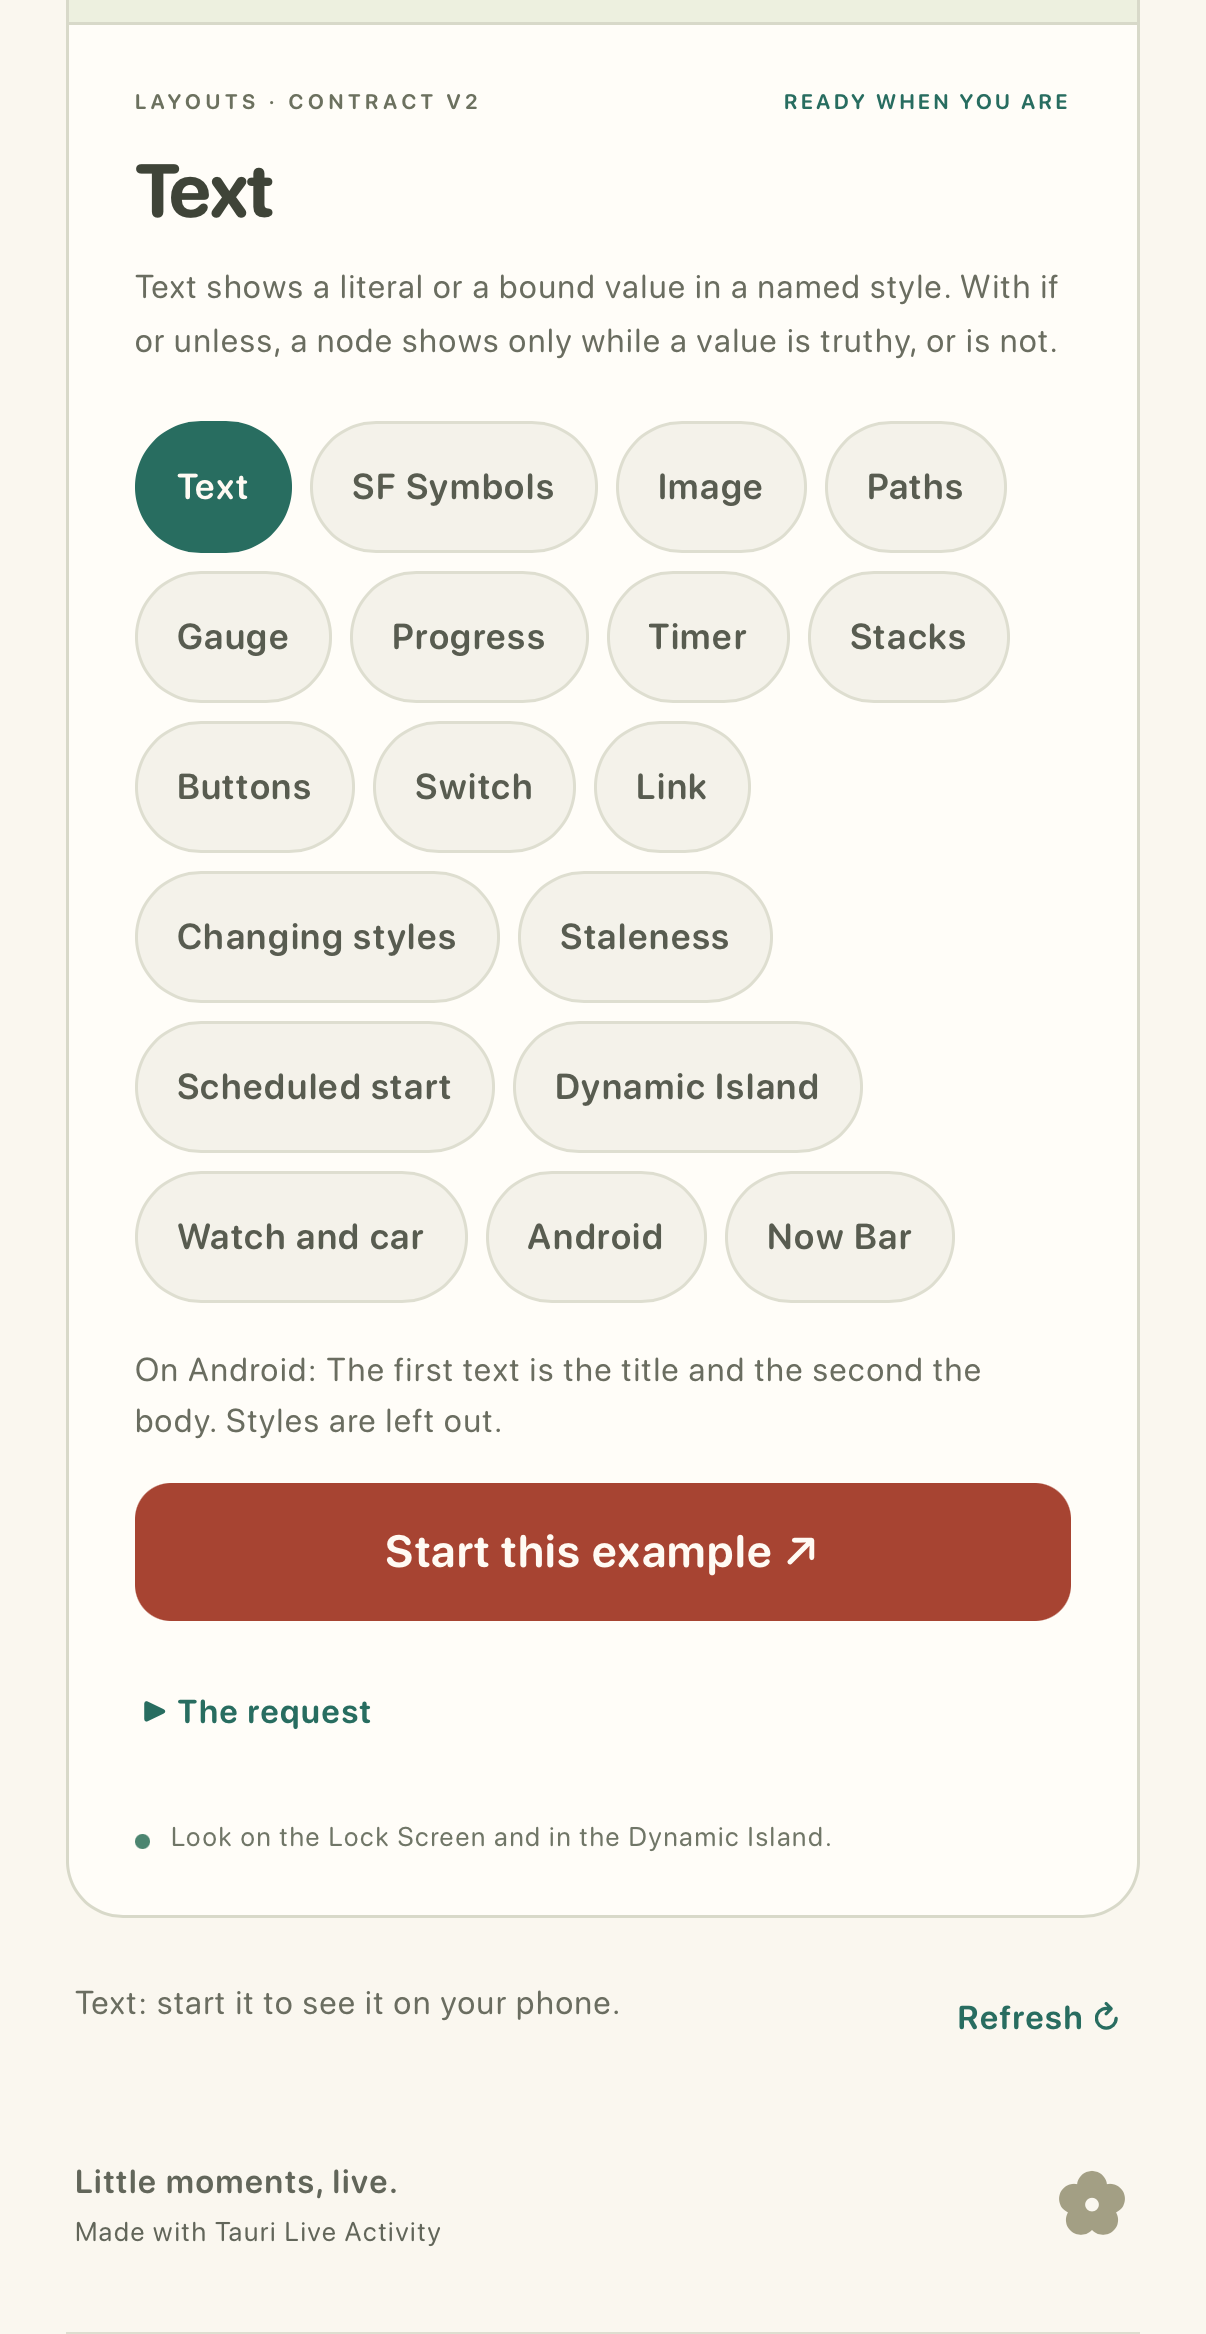 LAYOUTS · CONTRACT V2
READY WHEN YOU ARE
Text
Text shows a literal or a bound value in a named style. With if
or unless, a node shows only while a value is truthy, or is not.
Text
SF Symbols
Image
Paths
Gauge
Progress
Timer
Stacks
Buttons
Switch
Link
Changing styles
Staleness
Scheduled start
Dynamic Island
Watch and car
Android
Now Bar
On Android: The first text is the title and the second the
body. Styles are left out.
Start this example ↗
▶ The request
Look on the Lock Screen and in the Dynamic Island.
Text: start it to see it on your phone.
Refresh ↻
Little moments, live.
Made with Tauri Live Activity